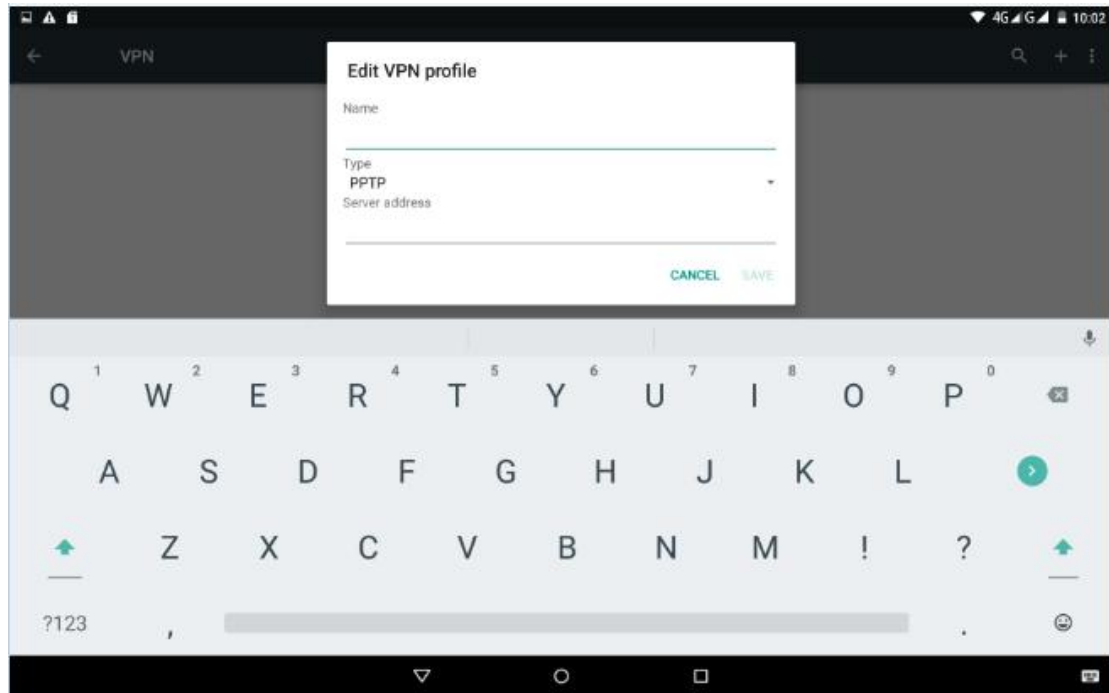 4G G 10:02
VPN
Edit VPN profile
Name
Type
PPTP
Server address
CANCEL SAVE
1 2 3 4 5 6 7 8 9 0
Q W E R T Y U I O P
A S D F G H J K L
Z X C V B N M ! ?
?123 , .